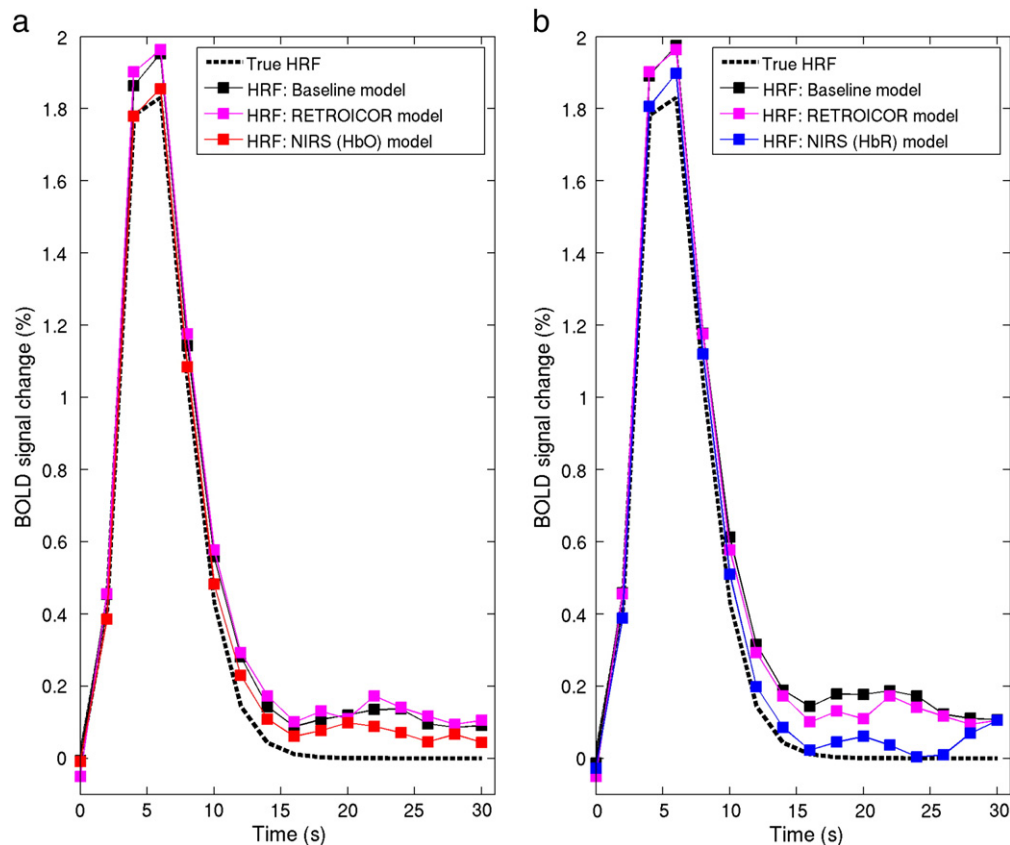 a
2
1.8
1.6
1.4
1.2
1
0.8
0.6
0.4
0.2
0
BOLD signal change (%)
True HRF
HRF: Baseline model
HRF: RETROICOR model
HRF: NIRS (HbO) model
0 5 10 15 20 25 30
Time (s)
b
2
1.8
1.6
1.4
1.2
1
0.8
0.6
0.4
0.2
0
BOLD signal change (%)
True HRF
HRF: Baseline model
HRF: RETROICOR model
HRF: NIRS (HbR) model
0 5 10 15 20 25 30
Time (s)